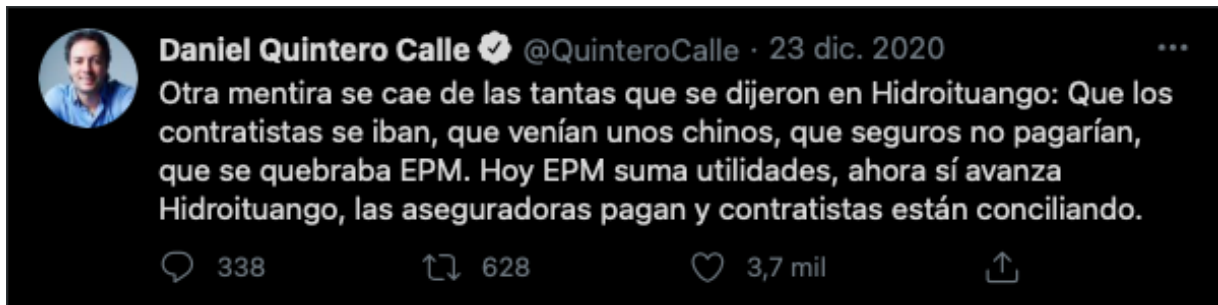 Daniel Quintero Calle @QuinteroCalle · 23 dic. 2020
Otra mentira se cae de las tantas que se dijeron en Hidroituango: Que los
contratistas se iban, que venían unos chinos, que seguros no pagarían,
que se quebraba EPM. Hoy EPM suma utilidades, ahora sí avanza
Hidroituango, las aseguradoras pagan y contratistas están conciliando.
338 628 3,7 mil